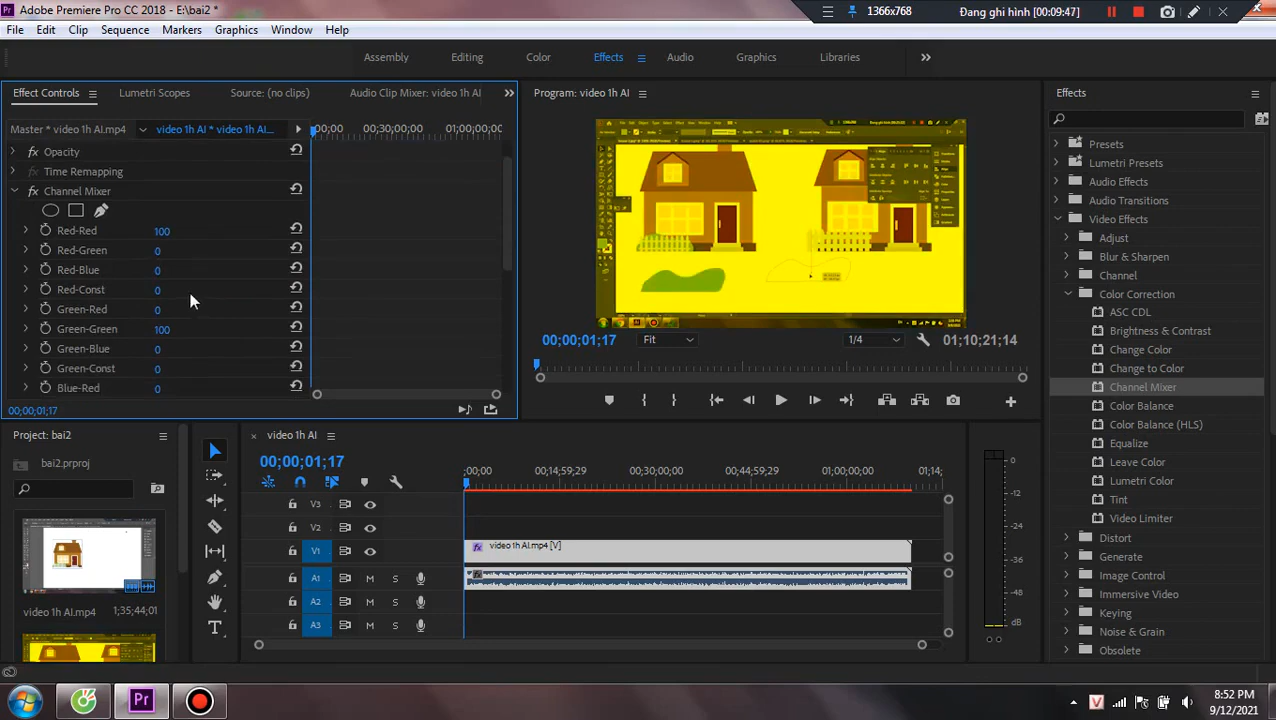 Adobe Premiere Pro CC 2018 - E:\bai2 *
1366x768
Đang ghi hình [00:09:47]
File Edit Clip Sequence Markers Graphics Window Help
Assembly Editing Color Effects Audio Graphics Libraries
Effect Controls Lumetri Scopes Source: (no clips) Audio Clip Mixer: video 1h AI
Program: video 1h AI
Effects
Master * video 1h AI.mp4
video 1h AI * video 1h AI...
00;00
00;30;00;00
01;00;00;00
fx Opacity
fx Time Remapping
fx Channel Mixer
Red-Red 100
Red-Green 0
Red-Blue 0
Red-Const 0
Green-Red 0
Green-Green 100
Green-Blue 0
Green-Const 0
Blue-Red 0
00;00;01;17
00;00;01;17
Fit
1/4
01;10;21;14
Presets
Lumetri Presets
Audio Effects
Audio Transitions
Video Effects
Adjust
Blur & Sharpen
Channel
Color Correction
ASC CDL
Brightness & Contrast
Change Color
Change to Color
Channel Mixer
Color Balance
Color Balance (HLS)
Equalize
Leave Color
Lumetri Color
Tint
Video Limiter
Distort
Generate
Image Control
Immersive Video
Keying
Noise & Grain
Obsolete
Project: bai2
bai2.prproj
video 1h AI.mp4 1;35;44;01
video 1h AI
00;00;01;17
;00;00 00;14;59;29 00;30;00;00 00;44;59;29 01;00;00;00 01;14;
V3
V2
V1
fx video 1h AI.mp4 [V]
A1 M S
A2 M S
A3 M S
0
-12
-24
-36
-48
dB
S S
Pr
V
8:52 PM
9/12/2021